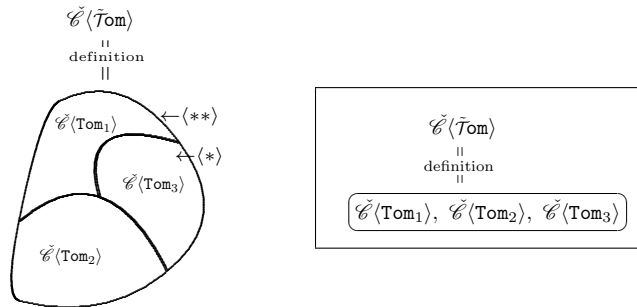 𝒞̌⟨𝒯̃om⟩
=
definition
=
←⟨**⟩
𝒞̌⟨Tom₁⟩
←⟨*⟩
𝒞̌⟨Tom₃⟩
𝒞̌⟨Tom₂⟩
𝒞̌⟨𝒯̃om⟩
=
definition
=
𝒞̌⟨Tom₁⟩, 𝒞̌⟨Tom₂⟩, 𝒞̌⟨Tom₃⟩